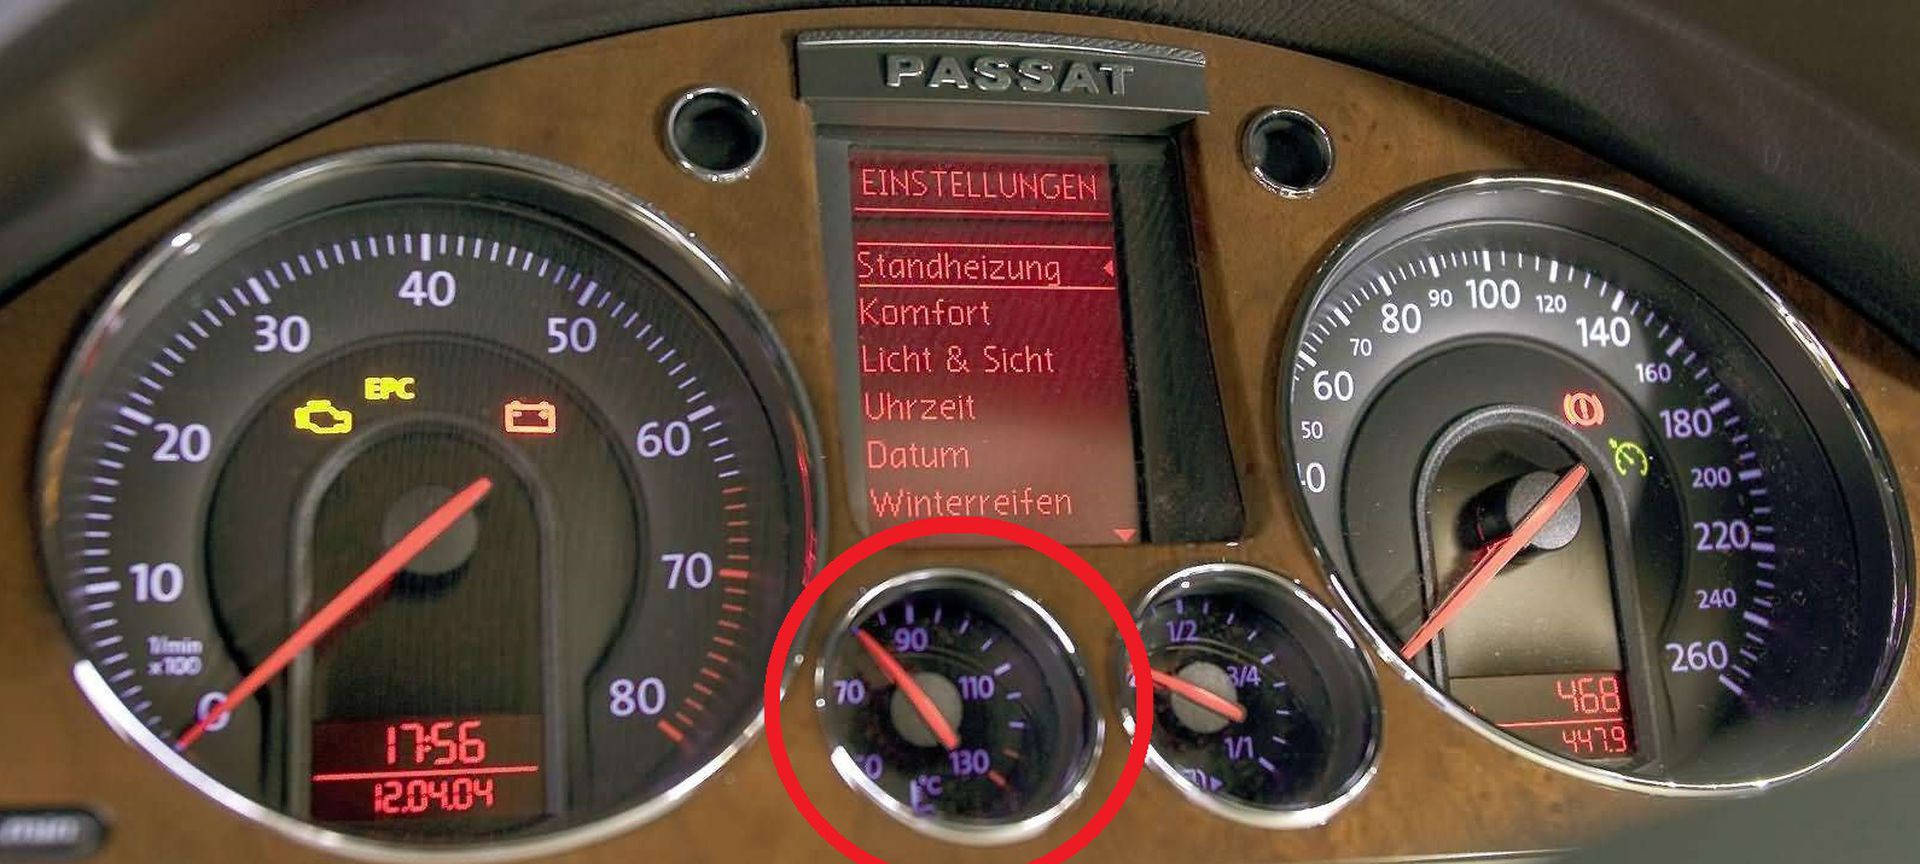 PASSAT
EINSTELLUNGEN
Standheizung
Komfort
Licht & Sicht
Uhrzeit
Datum
Winterreifen
0
10
20
30
40
50
60
70
80
1/min
x100
EPC
17:56
12.04.04
70
90
110
130
°C
1/2
3/4
1/1
50
60
70
80
90
100
120
140
160
180
200
220
240
260
468
447.9